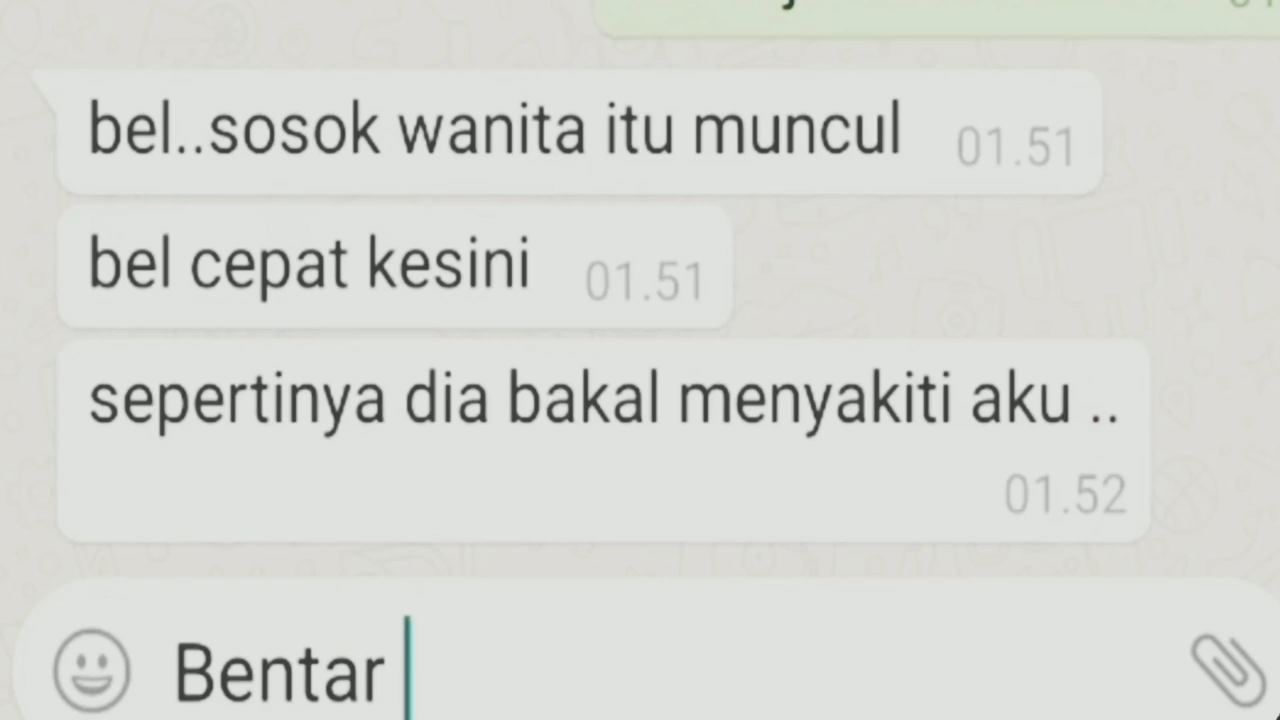 bel..sosok wanita itu muncul 01.51
bel cepat kesini 01.51
sepertinya dia bakal menyakiti aku ..
01.52
Bentar